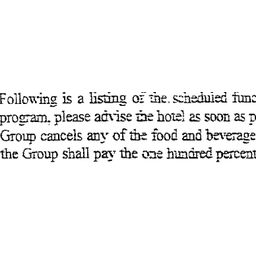 Following is a listing of the scheduled func
program, please advise the hotel as soon as p
Group cancels any of the food and beverage
the Group shall pay the one hundred percent